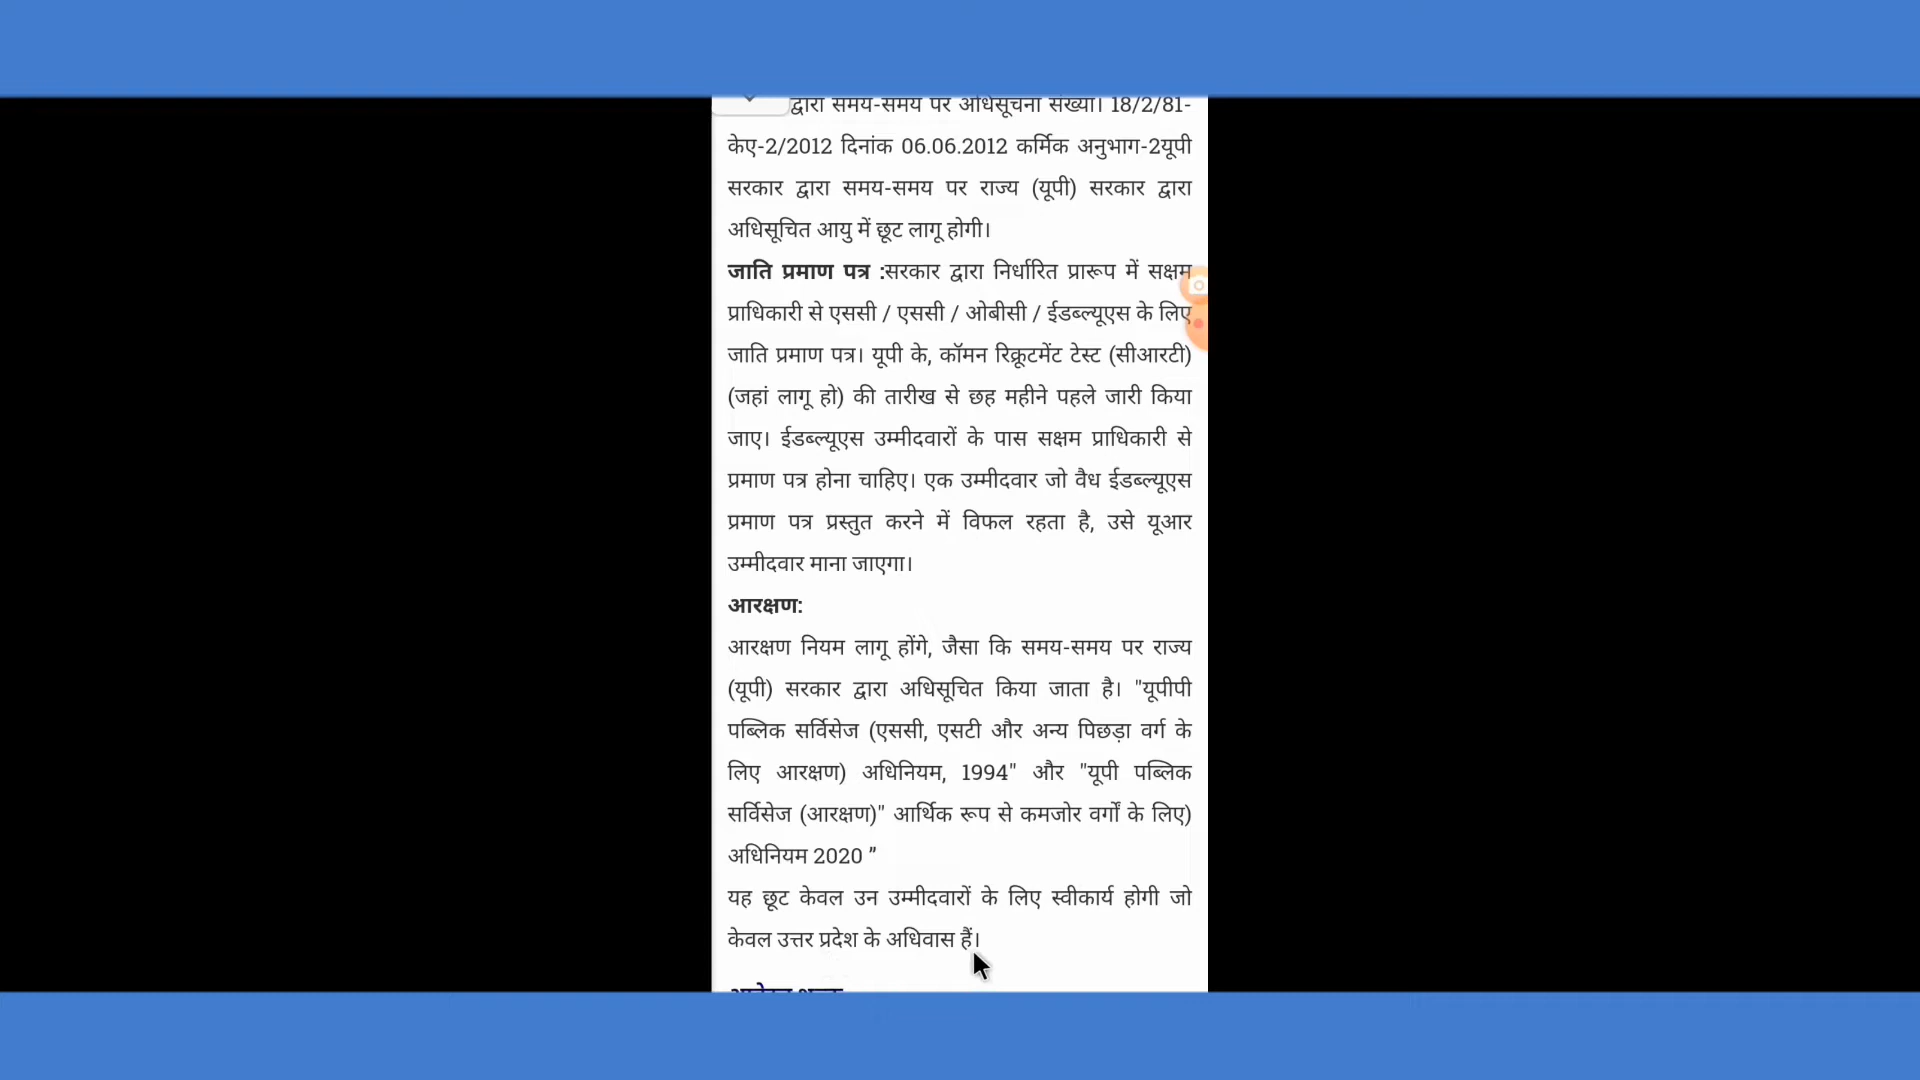 द्वारा समय-समय पर अधिसूचना संख्या। 18/2/81-
केए-2/2012 दिनांक 06.06.2012 कर्मिक अनुभाग-2यूपी
सरकार द्वारा समय-समय पर राज्य (यूपी) सरकार द्वारा
अधिसूचित आयु में छूट लागू होगी।
जाति प्रमाण पत्र :सरकार द्वारा निर्धारित प्रारूप में सक्षम
प्राधिकारी से एससी / एससी / ओबीसी / ईडब्ल्यूएस के लिए
जाति प्रमाण पत्र। यूपी के, कॉमन रिक्रूटमेंट टेस्ट (सीआरटी)
(जहां लागू हो) की तारीख से छह महीने पहले जारी किया
जाए। ईडब्ल्यूएस उम्मीदवारों के पास सक्षम प्राधिकारी से
प्रमाण पत्र होना चाहिए। एक उम्मीदवार जो वैध ईडब्ल्यूएस
प्रमाण पत्र प्रस्तुत करने में विफल रहता है, उसे यूआर
उम्मीदवार माना जाएगा।
आरक्षण:
आरक्षण नियम लागू होंगे, जैसा कि समय-समय पर राज्य
(यूपी) सरकार द्वारा अधिसूचित किया जाता है। "यूपीपी
पब्लिक सर्विसेज (एससी, एसटी और अन्य पिछड़ा वर्ग के
लिए आरक्षण) अधिनियम, 1994" और "यूपी पब्लिक
सर्विसेज (आरक्षण)" आर्थिक रूप से कमजोर वर्गों के लिए)
अधिनियम 2020 ”
यह छूट केवल उन उम्मीदवारों के लिए स्वीकार्य होगी जो
केवल उत्तर प्रदेश के अधिवास हैं।